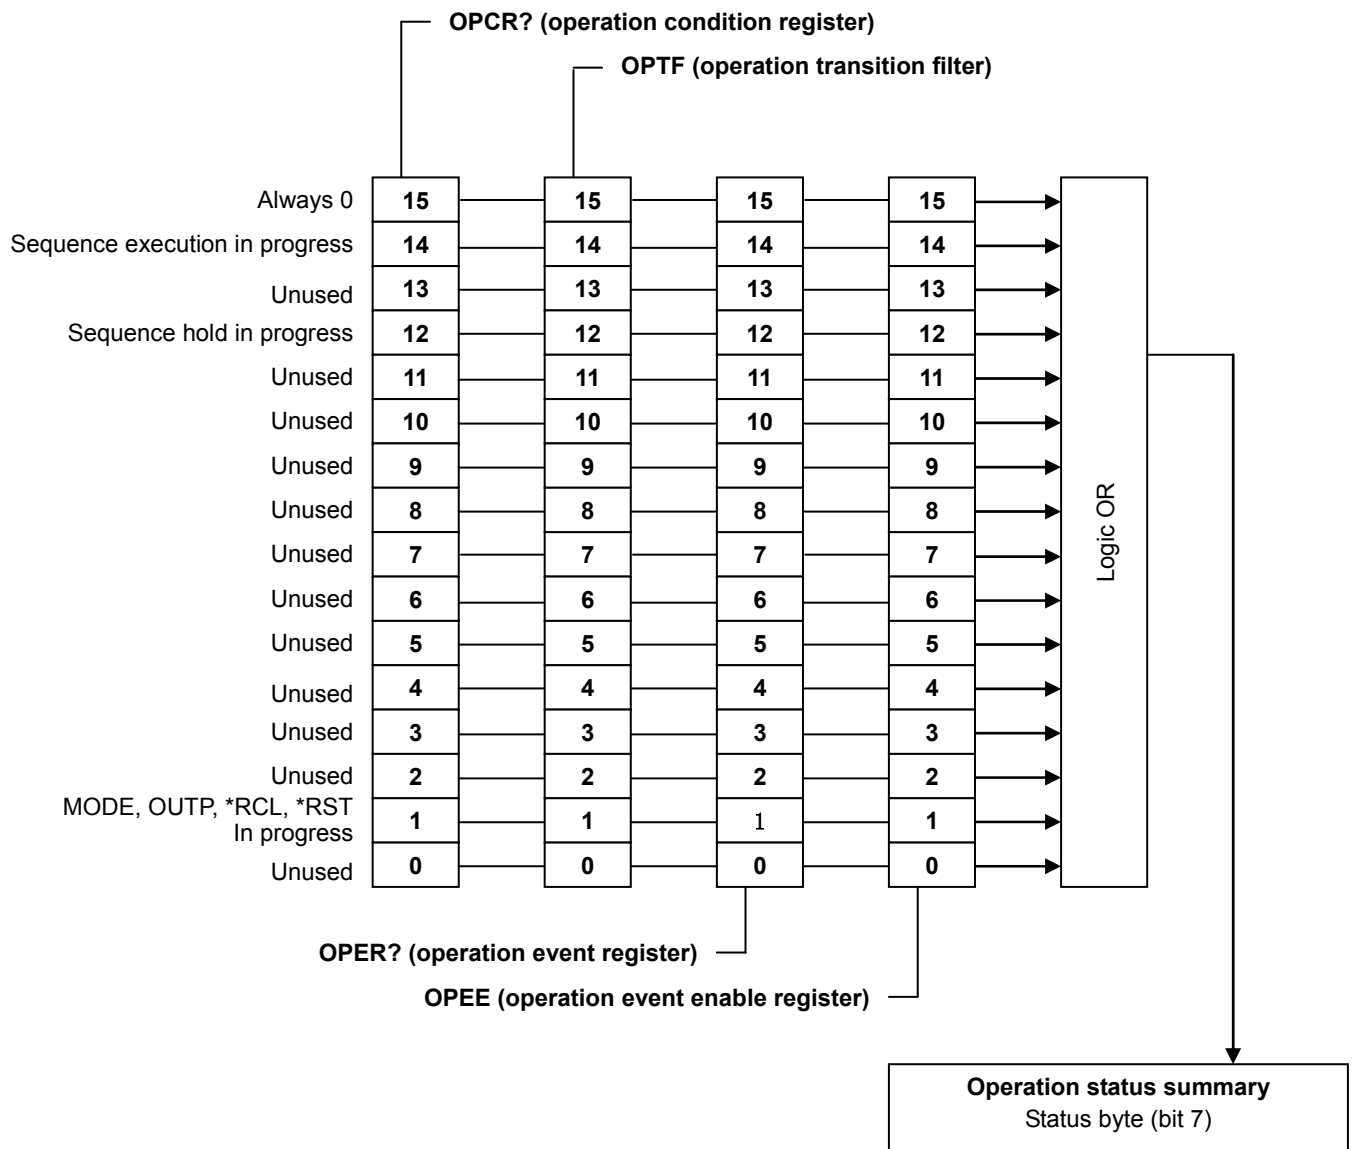 OPCR? (operation condition register)
OPTF (operation transition filter)
Always 0 15 15 15 15
Sequence execution in progress 14 14 14 14
Unused 13 13 13 13
Sequence hold in progress 12 12 12 12
Unused 11 11 11 11
Unused 10 10 10 10
Unused 9 9 9 9
Unused 8 8 8 8
Unused 7 7 7 7
Unused 6 6 6 6
Unused 5 5 5 5
Unused 4 4 4 4
Unused 3 3 3 3
Unused 2 2 2 2
MODE, OUTP, *RCL, *RST
In progress 1 1 1 1
Unused 0 0 0 0
Logic OR
OPER? (operation event register)
OPEE (operation event enable register)
Operation status summary
Status byte (bit 7)